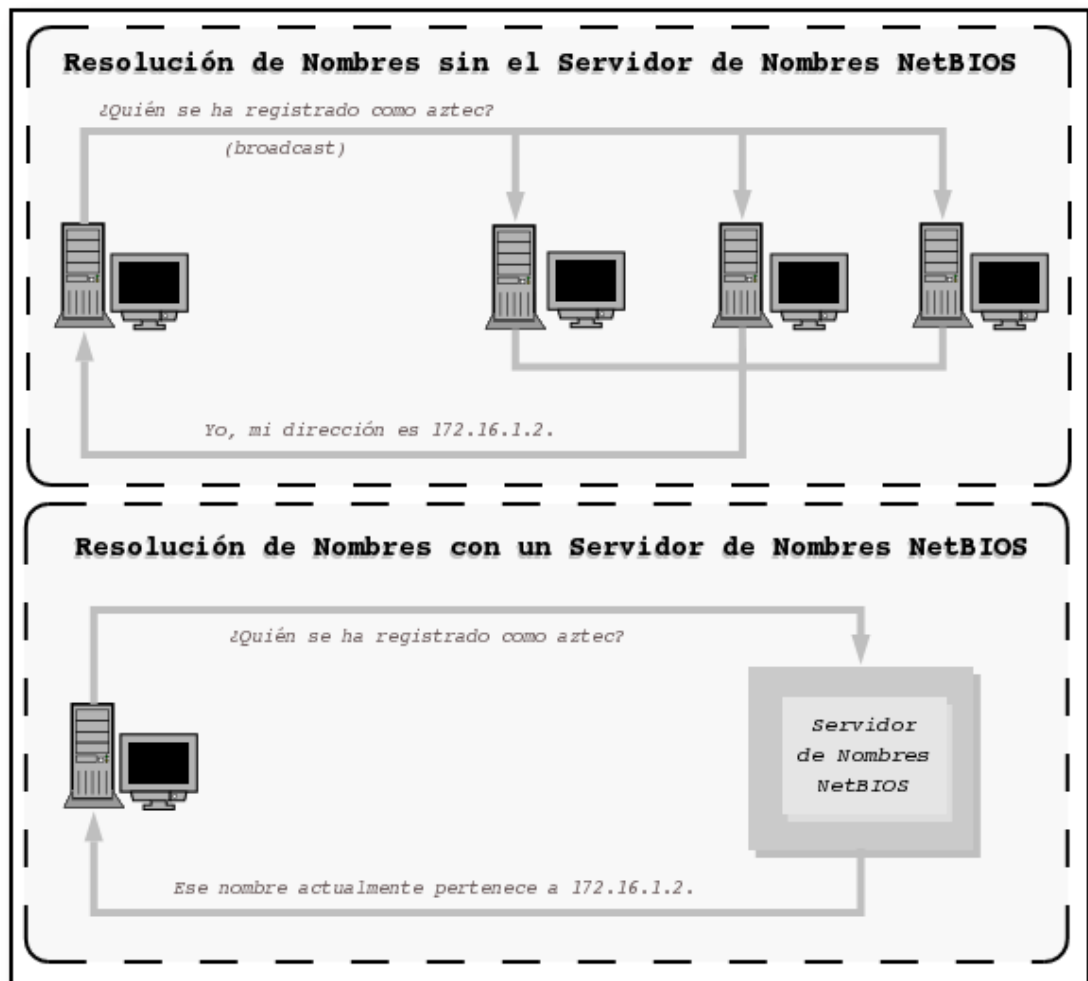 Resolución de Nombres sin el Servidor de Nombres NetBIOS
¿Quién se ha registrado como aztec?
(broadcast)
Yo, mi dirección es 172.16.1.2.
Resolución de Nombres con un Servidor de Nombres NetBIOS
¿Quién se ha registrado como aztec?
Servidor
de Nombres
NetBIOS
Ese nombre actualmente pertenece a 172.16.1.2.